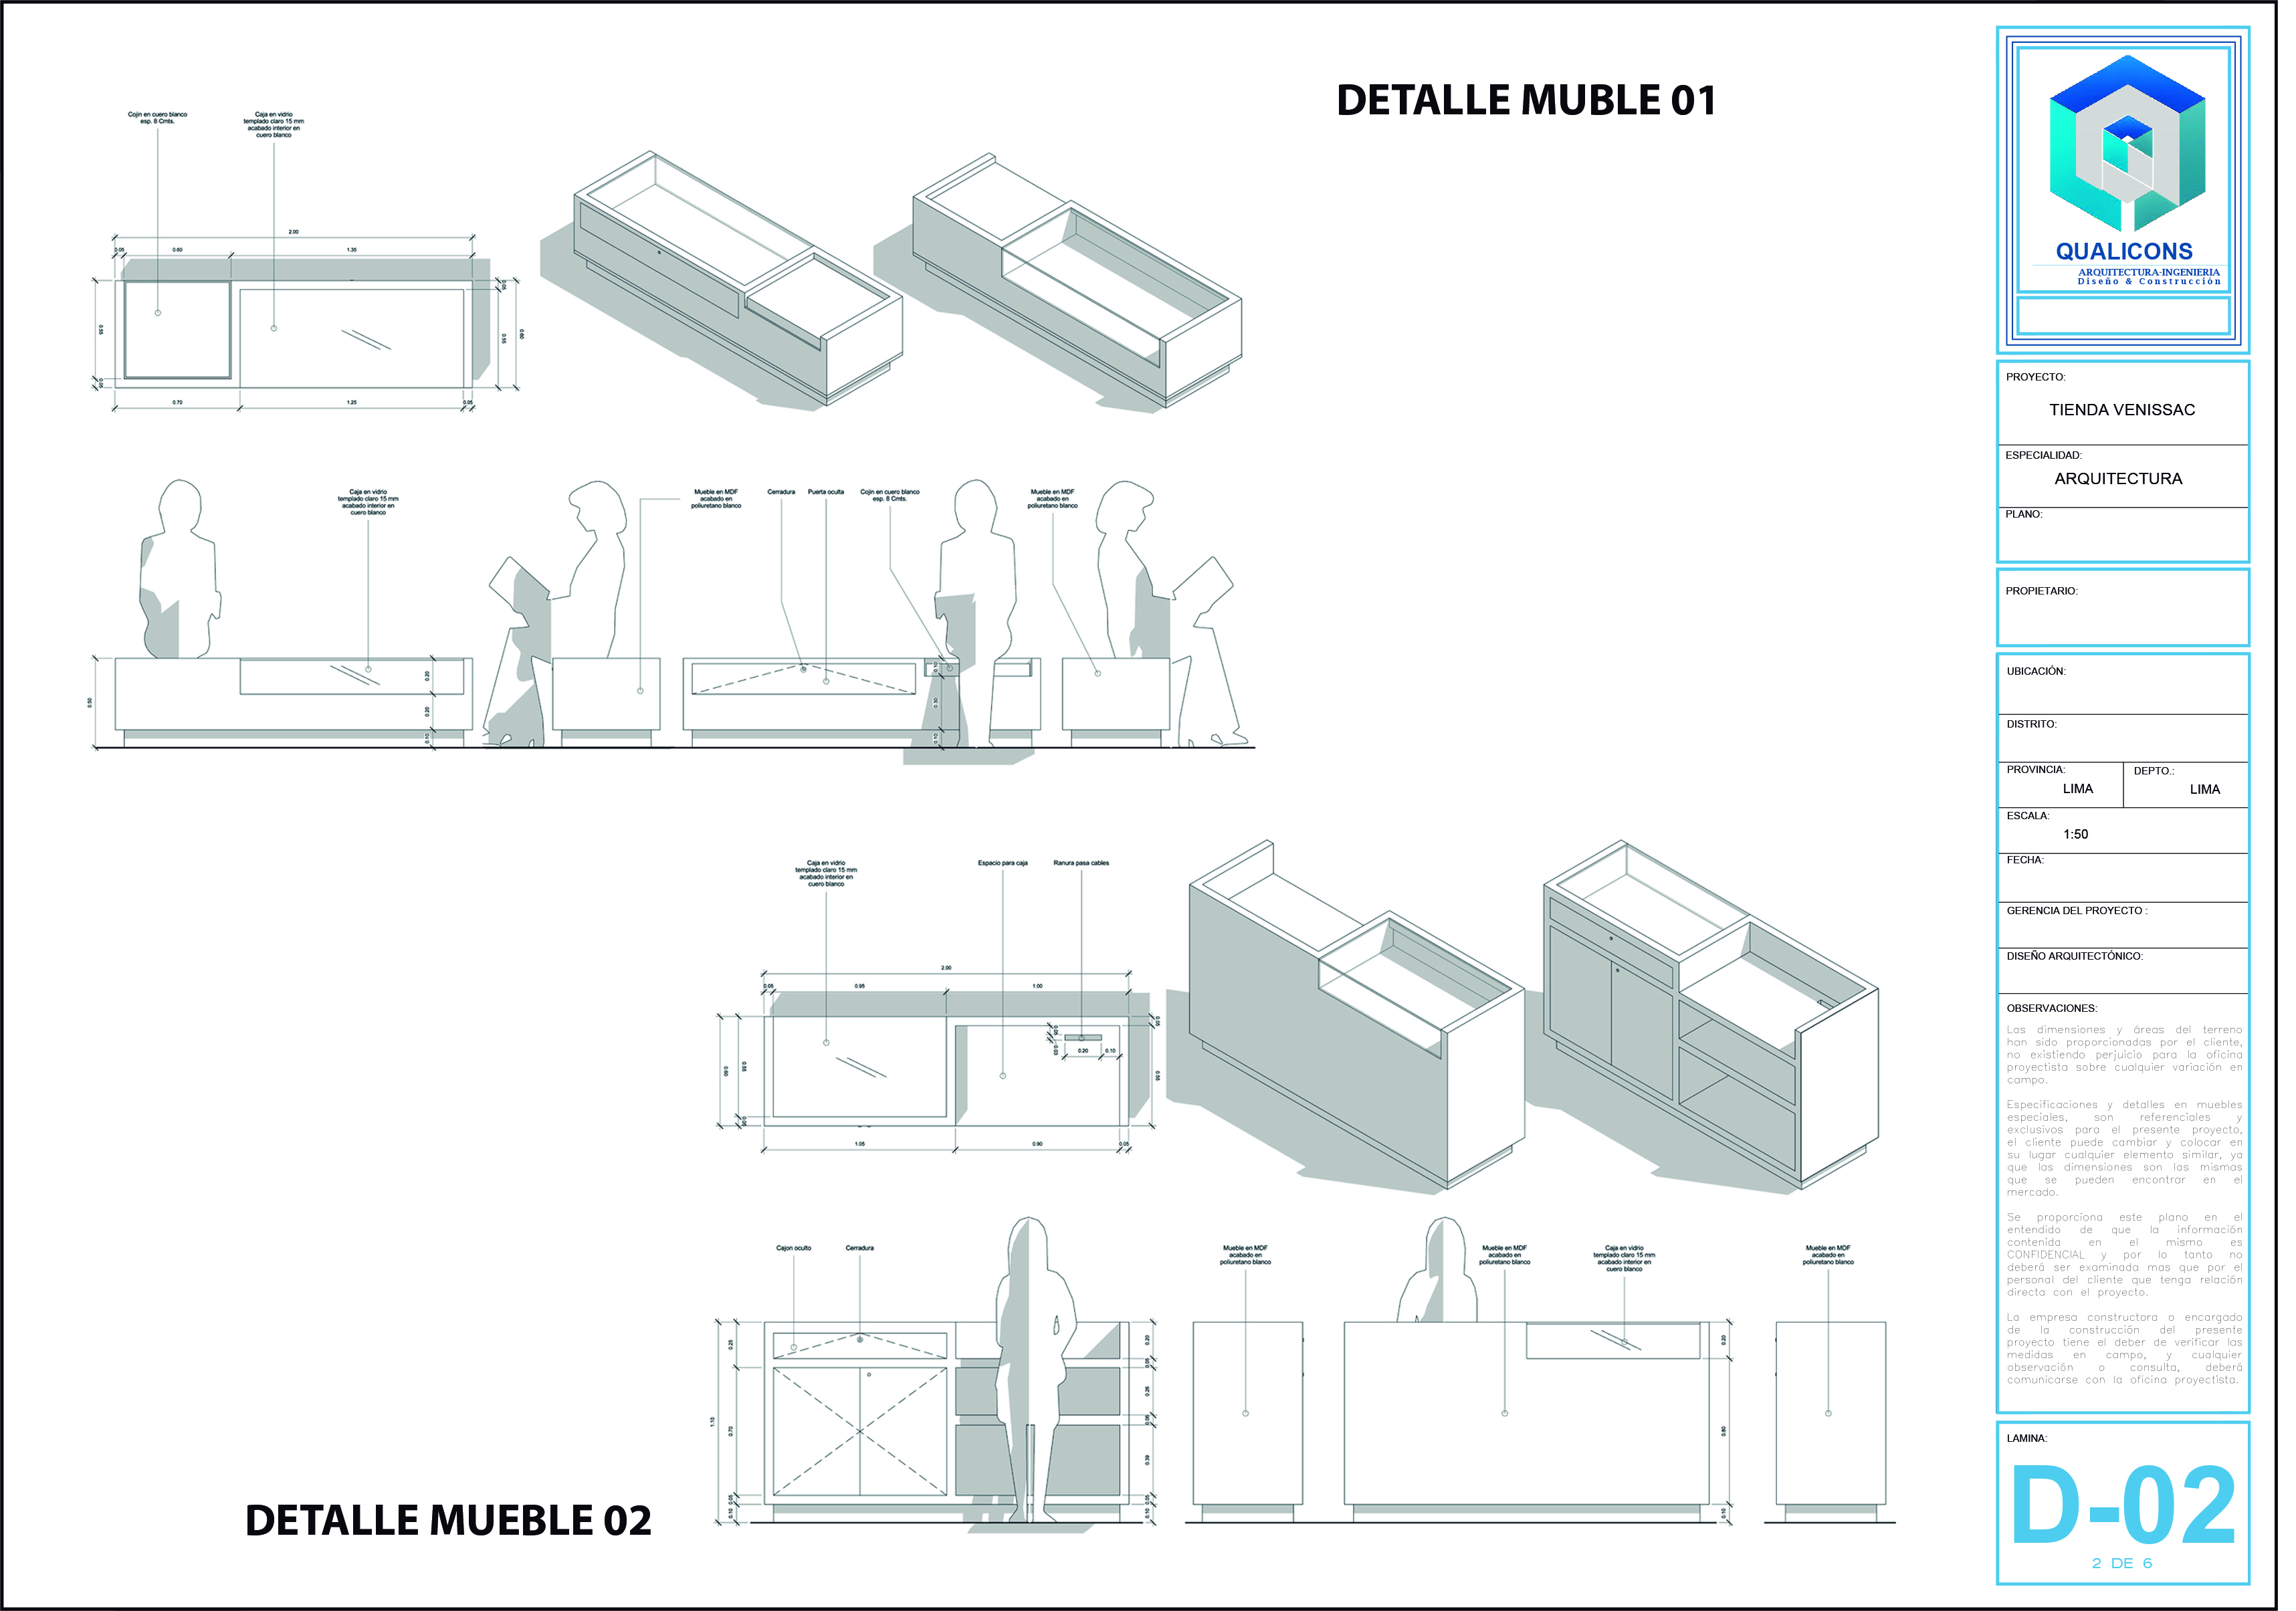 DETALLE MUBLE 01
Cojin en cuero blanco
esp. 8 Cmts.
Caja en vidrio
templado claro 15 mm
acabado interior en
cuero blanco
2.00
0.05
0.60
1.35
0.55
0.05
0.05
0.55
0.60
0.70
1.25
0.05
Caja en vidrio
templado claro 15 mm
acabado interior en
cuero blanco
Mueble en MDF
acabado en
poliuretano blanco
Cerradura
Puerta oculta
Cojin en cuero blanco
esp. 8 Cmts.
Mueble en MDF
acabado en
poliuretano blanco
0.50
0.20
0.20
0.10
0.10
0.30
0.10
Caja en vidrio
templado claro 15 mm
acabado interior en
cuero blanco
Espacio para caja
Ranura pasa cables
2.00
0.05
0.95
1.00
0.60
0.55
0.05
0.05
0.03
0.20
0.10
0.05
0.55
1.05
0.90
0.05
Cajon oculto
Cerradura
Mueble en MDF
acabado en
poliuretano blanco
Mueble en MDF
acabado en
poliuretano blanco
Caja en vidrio
templado claro 15 mm
acabado interior en
cuero blanco
Mueble en MDF
acabado en
poliuretano blanco
1.10
0.25
0.70
0.05
0.10
0.20
0.05
0.05
0.10
0.20
0.80
0.10
DETALLE MUEBLE 02
QUALICONS
ARQUITECTURA-INGENIERIA
Diseño & Construcción
PROYECTO:
TIENDA VENISSAC
ESPECIALIDAD:
ARQUITECTURA
PLANO:
PROPIETARIO:
UBICACIÓN:
DISTRITO:
PROVINCIA:
LIMA
DEPTO.:
LIMA
ESCALA:
1:50
FECHA:
GERENCIA DEL PROYECTO :
DISEÑO ARQUITECTÓNICO:
OBSERVACIONES:
Las dimensiones y áreas del terreno
han sido proporcionadas por el cliente,
no existiendo perjuicio para la oficina
proyectista sobre cualquier variación en
campo.
Especificaciones y detalles en muebles
especiales, son referenciales y
exclusivos para el presente proyecto,
el cliente puede cambiar y colocar en
su lugar cualquier elemento similar, ya
que las dimensiones son las mismas
que se pueden encontrar en el
mercado.
Se proporciona este plano en el
entendido de que la información
contenida en el mismo es
CONFIDENCIAL y por lo tanto no
deberá ser examinada mas que por el
personal del cliente que tenga relación
directa con el proyecto.
La empresa constructora o encargado
de la construcción del presente
proyecto tiene el deber de verificar las
medidas en campo, y cualquier
observación o consulta, deberá
comunicarse con la oficina proyectista.
LAMINA:
D-02
2 DE 6